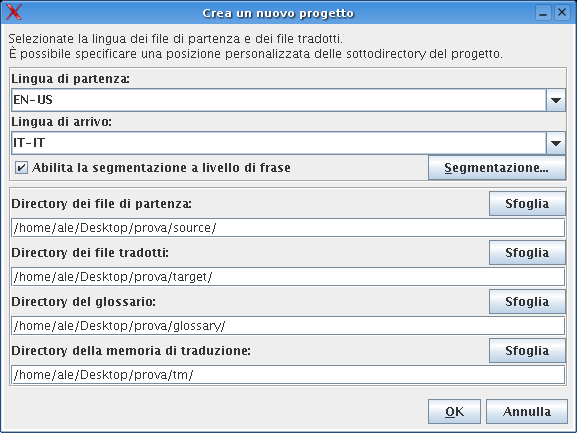 Crea un nuovo progetto
Selezionate la lingua dei file di partenza e dei file tradotti.
È possibile specificare una posizione personalizzata delle sottodirectory del progetto.
Lingua di partenza:
EN-US
Lingua di arrivo:
IT-IT
Abilita la segmentazione a livello di frase
Segmentazione...
Directory dei file di partenza:
Sfoglia
/home/ale/Desktop/prova/source/
Directory dei file tradotti:
Sfoglia
/home/ale/Desktop/prova/target/
Directory del glossario:
Sfoglia
/home/ale/Desktop/prova/glossary/
Directory della memoria di traduzione:
Sfoglia
/home/ale/Desktop/prova/tm/
OK
Annulla